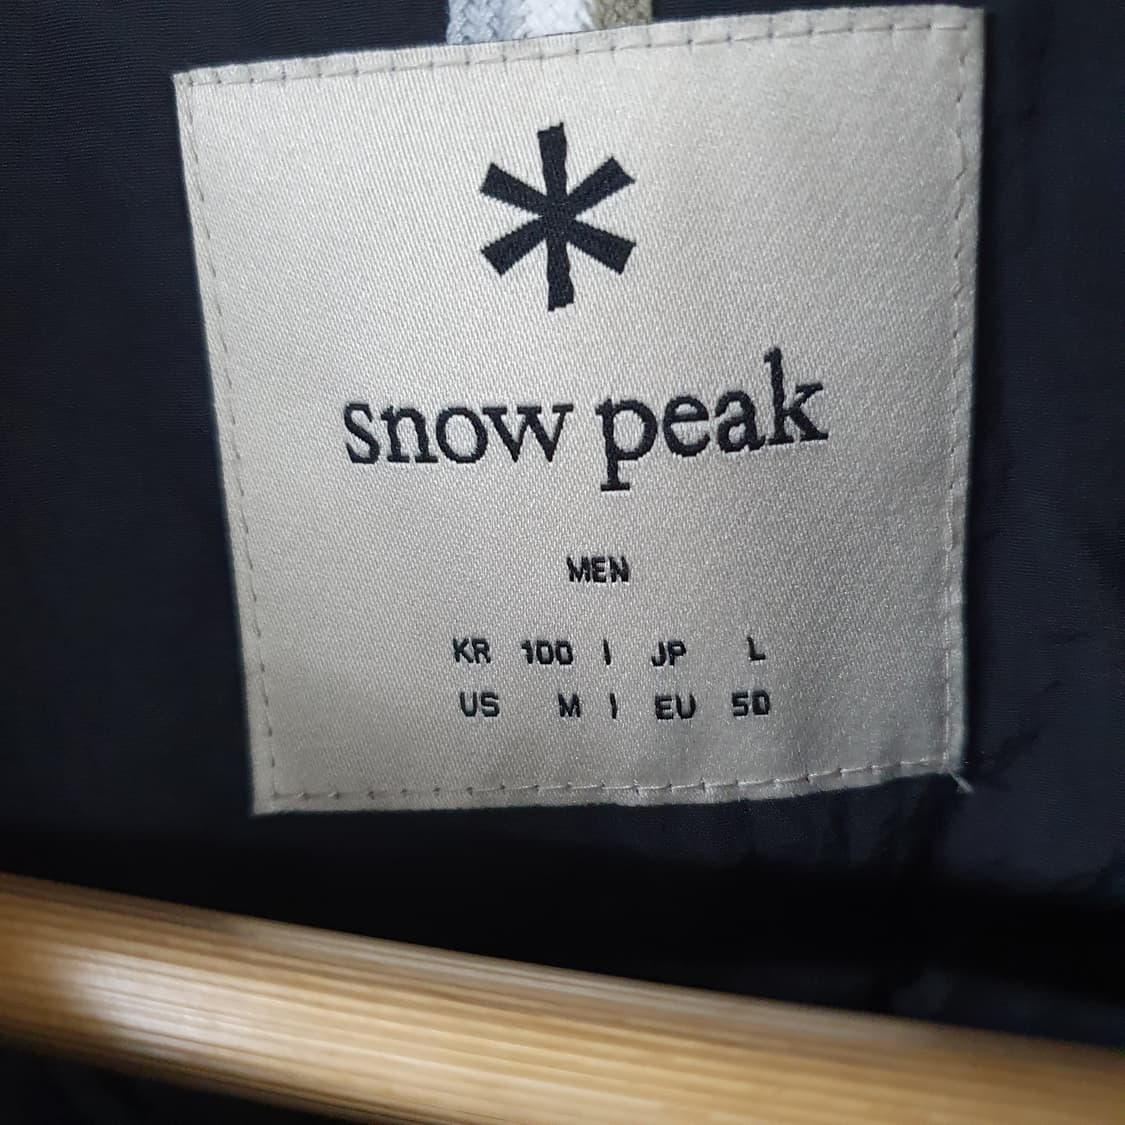 snow peak
MEN
KR 100 | JP L
US M | EU 50